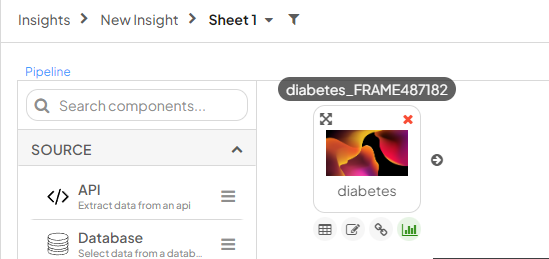 Insights > New Insight > Sheet 1
Pipeline
diabetes_FRAME487182
Search components...
SOURCE
diabetes
API
Extract data from an api
Database
Select data from a datab...